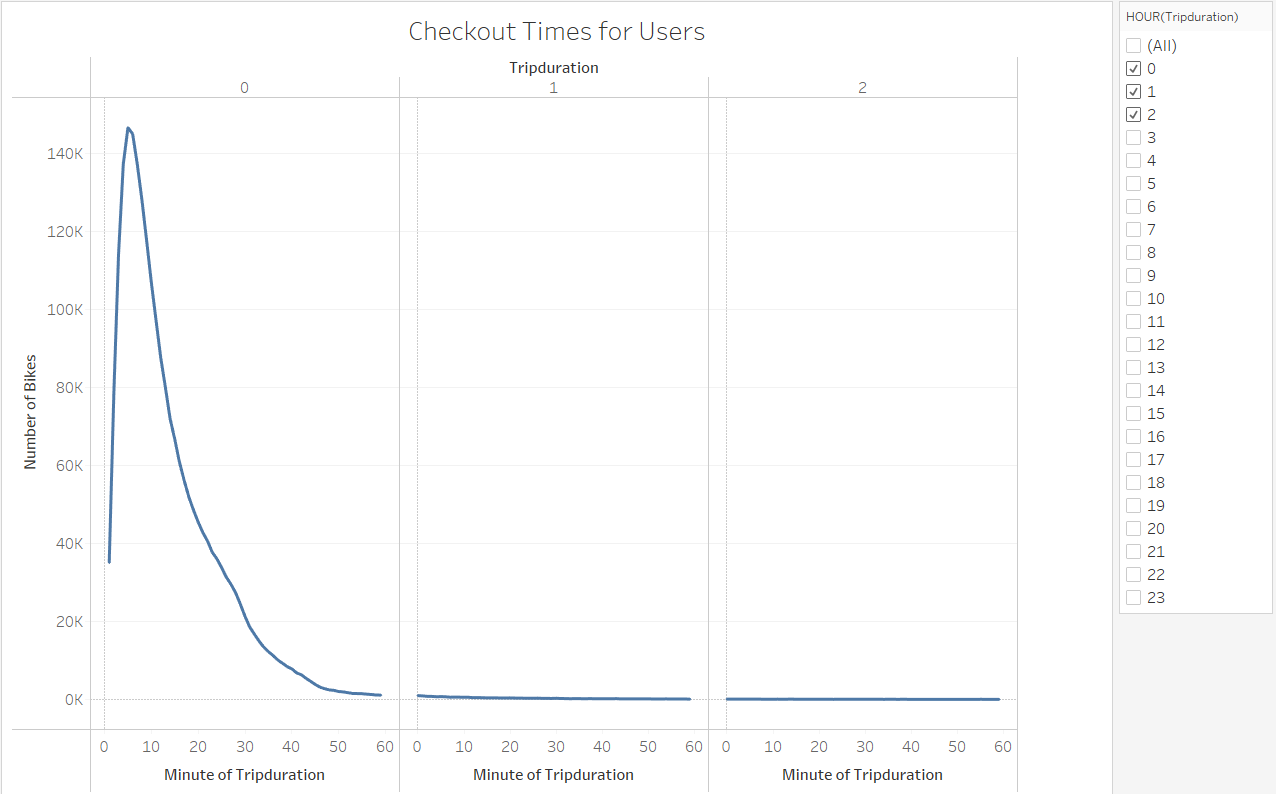 Checkout Times for Users
Tripduration
0 1 2
140K
120K
100K
80K
60K
40K
20K
0K
Number of Bikes
0 10 20 30 40 50 60 0 10 20 30 40 50 60 0 10 20 30 40 50 60
Minute of Tripduration Minute of Tripduration Minute of Tripduration
HOUR(Tripduration)
(All)
0
1
2
3
4
5
6
7
8
9
10
11
12
13
14
15
16
17
18
19
20
21
22
23